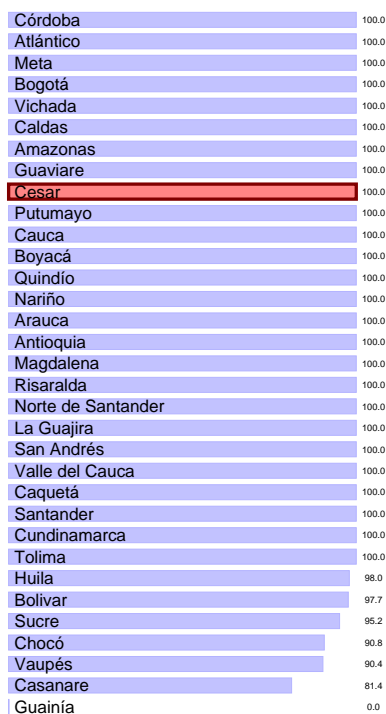 Córdoba 100.0
Atlántico 100.0
Meta 100.0
Bogotá 100.0
Vichada 100.0
Caldas 100.0
Amazonas 100.0
Guaviare 100.0
Cesar 100.0
Putumayo 100.0
Cauca 100.0
Boyacá 100.0
Quindío 100.0
Nariño 100.0
Arauca 100.0
Antioquia 100.0
Magdalena 100.0
Risaralda 100.0
Norte de Santander 100.0
La Guajira 100.0
San Andrés 100.0
Valle del Cauca 100.0
Caquetá 100.0
Santander 100.0
Cundinamarca 100.0
Tolima 100.0
Huila 98.0
Bolivar 97.7
Sucre 95.2
Chocó 90.8
Vaupés 90.4
Casanare 81.4
Guainía 0.0